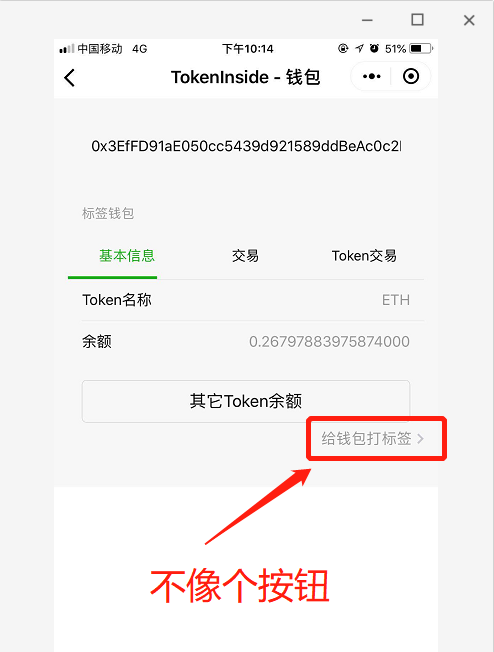 中国移动 4G 下午10:14 51%
TokenInside - 钱包
0x3EfFD91aE050cc5439d921589ddBeAc0c2
标签钱包
基本信息 交易 Token交易
Token名称 ETH
余额 0.26797883975874000
其它Token余额
给钱包打标签
不像个按钮